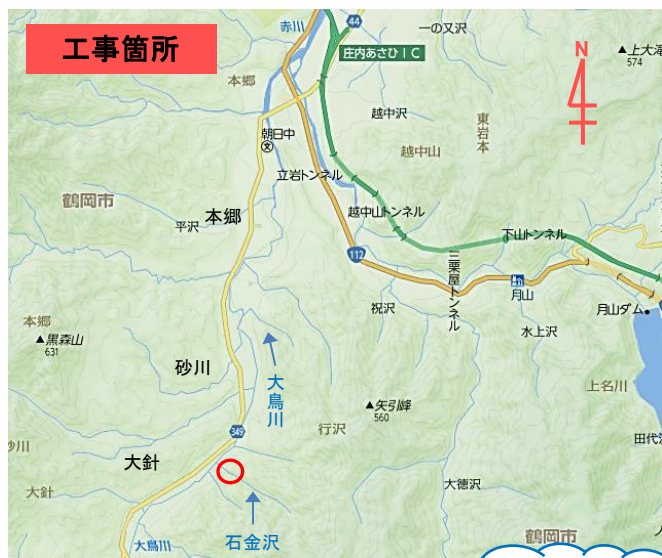 赤川
44
一の又沢
工事箇所
庄内あさひIC
N
上大滝
574
本郷
越中沢
東岩本
朝日中
文
越中山
立岩トンネル
鶴岡市
本郷
平沢
越中山トンネル
下山トンネル
112
三栗屋トンネル
月山
祝沢
月山ダム
本郷
黒森山
631
水上沢
砂川
大鳥川
上名川
矢引峰
560
349
行沢
田代沢
砂川
大針
大針
大徳沢
大鳥川
石金沢
鶴岡市